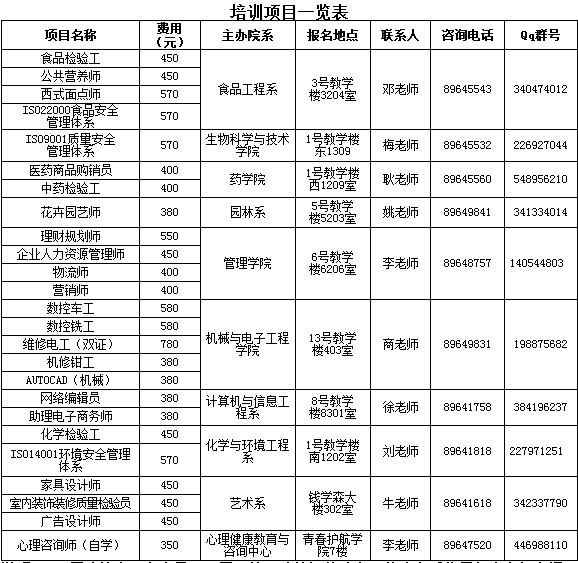 培训项目一览表
项目名称 费用（元） 主办院系 报名地点 联系人 咨询电话 Qq群号
食品检验工 450 食品工程系 3号教学楼3204室 邓老师 89645543 340474012
公共营养师 450
西式面点师 570
ISO22000食品安全管理体系 570
ISO9001质量安全管理体系 570 生物科学与技术学院 1号教学楼东1309 梅老师 89645532 226927044
医药商品购销员 400 药学院 1号教学楼西1209室 耿老师 89645560 548956210
中药检验工 400
花卉园艺师 380 园林系 5号教学楼5203室 姚老师 89649841 341334014
理财规划师 550 管理学院 6号教学楼6206室 李老师 89648757 140544803
企业人力资源管理师 450
物流师 400
营销师 400
数控车工 580 机械与电子工程学院 13号教学楼403室 商老师 89649831 198875682
数控铣工 580
维修电工（双证） 780
机修钳工 380
AUTOCAD（机械） 380
网络编辑员 380 计算机与信息工程系 8号教学楼8301室 徐老师 89641758 384196237
助理电子商务师 380
化学检验工 450 化学与环境工程系 1号教学楼南1202室 刘老师 89641818 227971251
ISO14001环境安全管理体系 570
家具设计师 450 艺术系 钱学森大楼302室 牛老师 89641618 342337790
室内装饰装修质量检验员 450
广告设计师 450
心理咨询师（自学） 350 心理健康教育与咨询中心 青春护航学院7楼 李老师 89647520 446988110